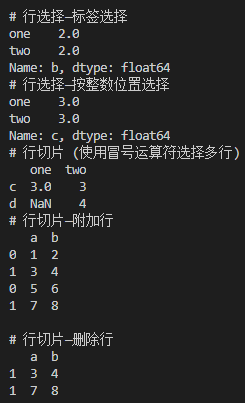 # 行选择—标签选择
one    2.0
two    2.0
Name: b, dtype: float64
# 行选择—按整数位置选择
one    3.0
two    3.0
Name: c, dtype: float64
# 行切片 (使用冒号运算符选择多行)
   one  two
c  3.0    3
d  NaN    4
# 行切片—附加行
   a  b
0  1  2
1  3  4
0  5  6
1  7  8
# 行切片—删除行
   a  b
1  3  4
1  7  8